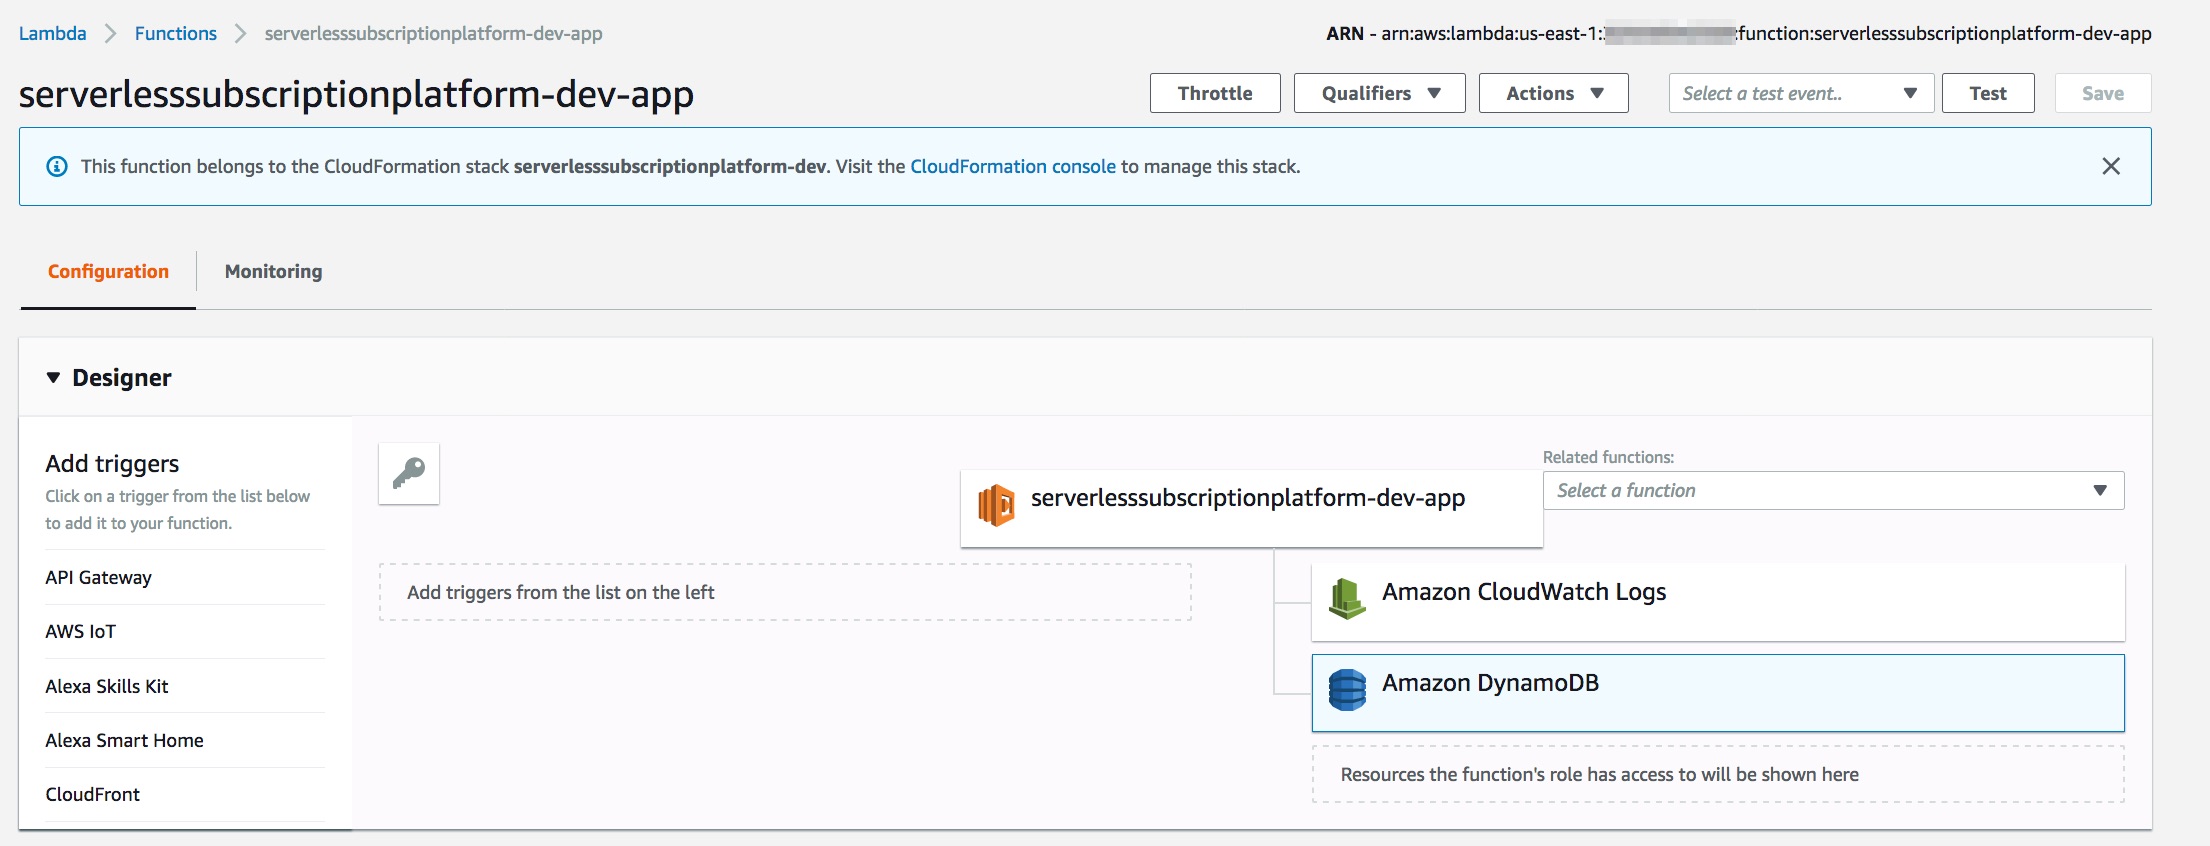 Lambda
Functions
serverlesssubscriptionplatform-dev-app
ARN - arn:aws:lambda:us-east-1: :function:serverlesssubscriptionplatform-dev-app
serverlesssubscriptionplatform-dev-app
Throttle
Qualifiers
Actions
Select a test event..
Test
Save
This function belongs to the CloudFormation stack serverlesssubscriptionplatform-dev. Visit the CloudFormation console to manage this stack.
Configuration
Monitoring
Designer
Add triggers
Click on a trigger from the list below
to add it to your function.
API Gateway
AWS IoT
Alexa Skills Kit
Alexa Smart Home
CloudFront
Add triggers from the list on the left
serverlesssubscriptionplatform-dev-app
Related functions:
Select a function
Amazon CloudWatch Logs
Amazon DynamoDB
Resources the function's role has access to will be shown here